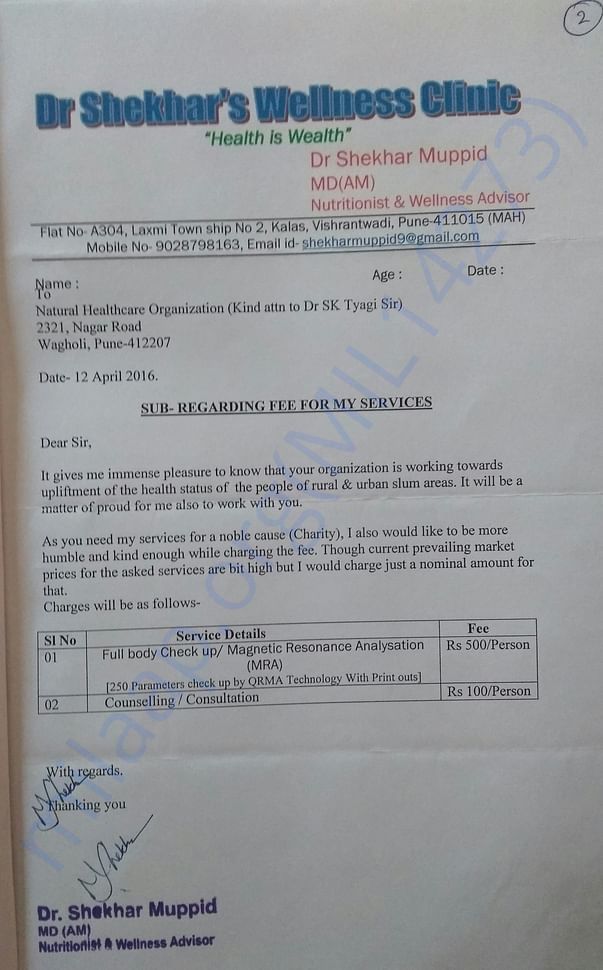 2
Dr Shekhar's Wellness Clinic
"Health is Wealth"
Dr Shekhar Muppid
MD(AM)
Nutritionist & Wellness Advisor
Flat No- A304, Laxmi Town ship No 2, Kalas, Vishrantwadi, Pune-411015 (MAH)
Mobile No- 9028798163, Email id- shekharmuppid9@gmail.com
Name : Age : Date :
To
Natural Healthcare Organization (Kind attn to Dr SK Tyagi Sir)
2321, Nagar Road
Wagholi, Pune-412207
Date- 12 April 2016.
SUB- REGARDING FEE FOR MY SERVICES
Dear Sir,
It gives me immense pleasure to know that your organization is working towards
upliftment of the health status of the people of rural & urban slum areas. It will be a
matter of proud for me also to work with you.
As you need my services for a noble cause (Charity), I also would like to be more
humble and kind enough while charging the fee. Though current prevailing market
prices for the asked services are bit high but I would charge just a nominal amount for
that.
Charges will be as follows-
Sl No Service Details Fee
01 Full body Check up/ Magnetic Resonance Analysation Rs 500/Person
(MRA)
[250 Parameters check up by QRMA Technology With Print outs]
02 Counselling / Consultation Rs 100/Person
With regards.
Thanking you
Dr. Shekhar Muppid
MD (AM)
Nutritionist & Wellness Advisor